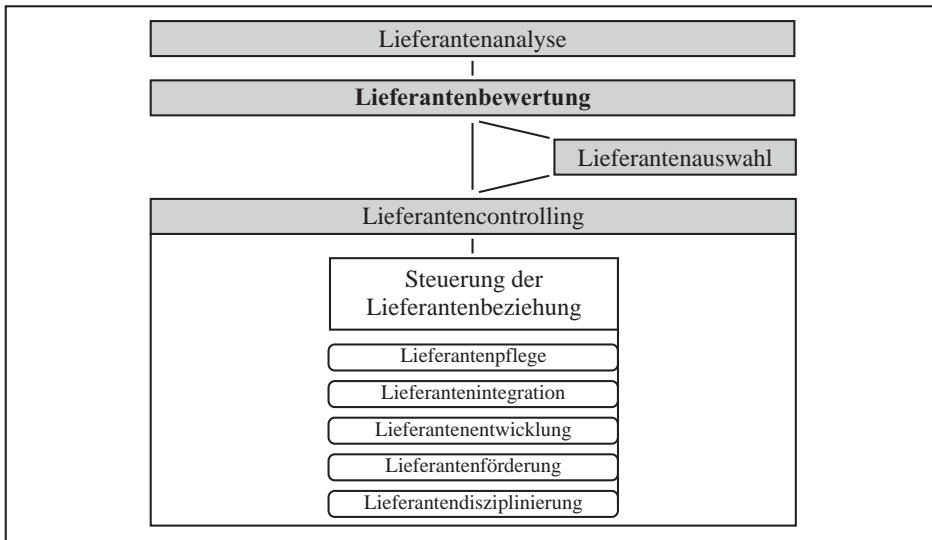 Lieferantenanalyse
Lieferantenbewertung
Lieferantenauswahl
Lieferantencontrolling
Steuerung der
Lieferantenbeziehung
Lieferantenpflege
Lieferantenintegration
Lieferantenentwicklung
Lieferantenförderung
Lieferantendisziplinierung